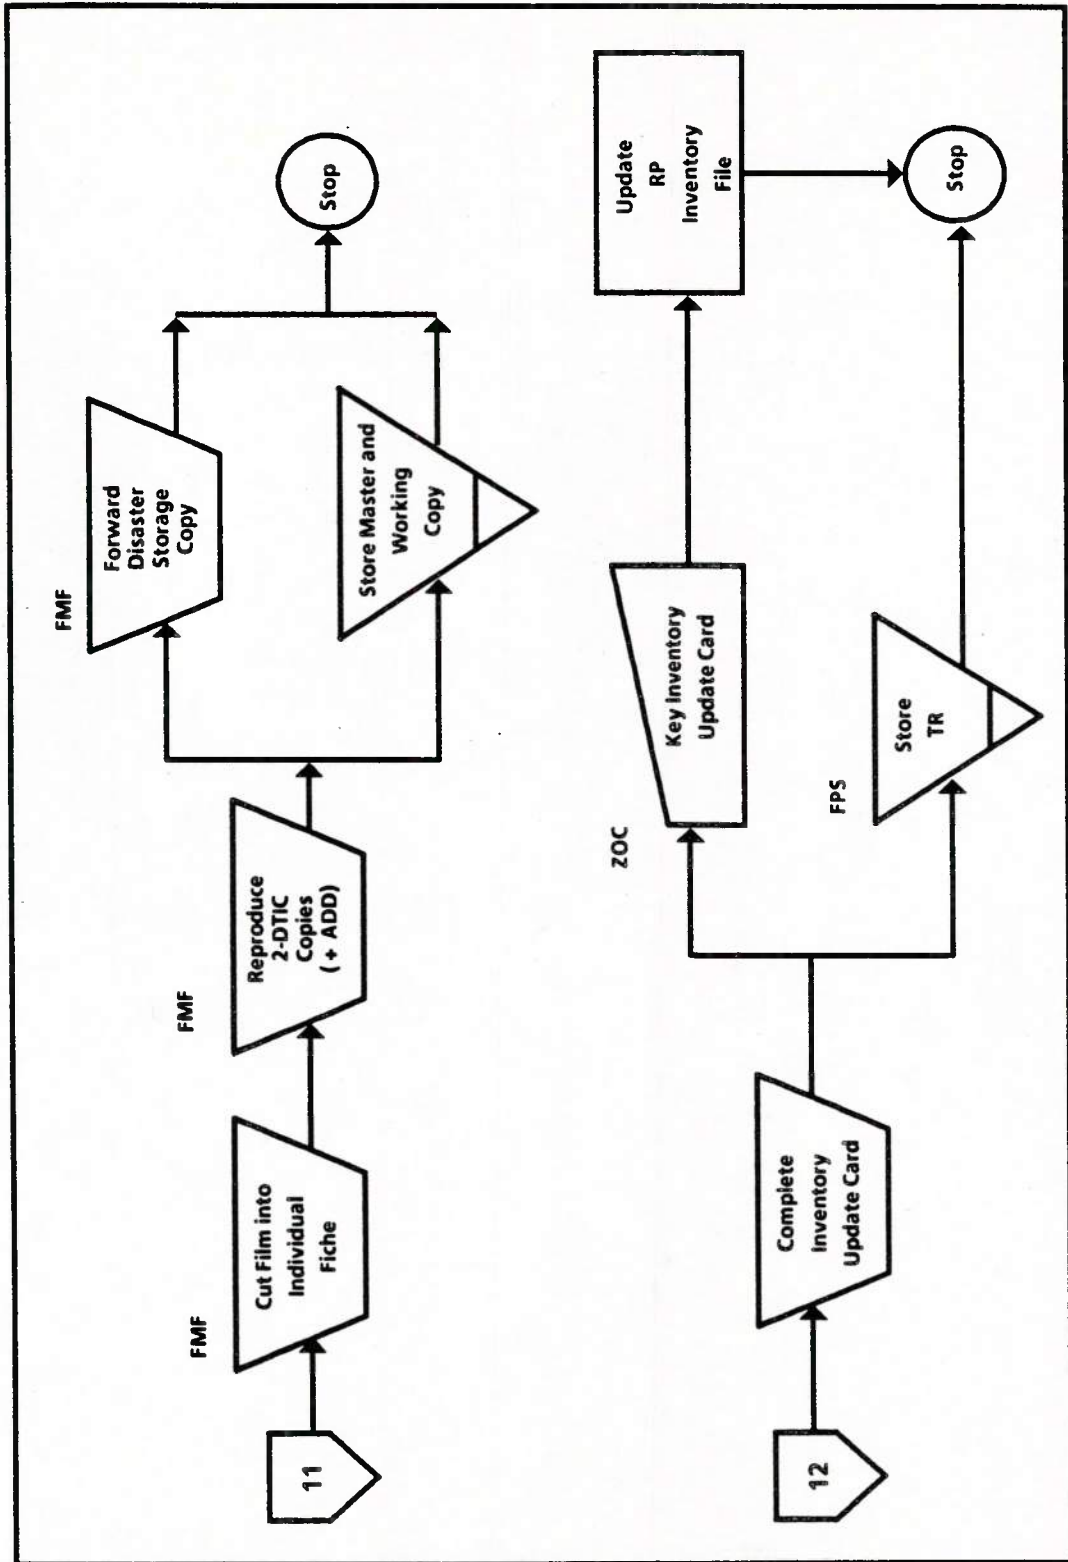 11
FMF
Cut Film into
Individual
Fiche
FMF
Reproduce
2-DTIC
Copies
(+ ADD)
FMF
Forward
Disaster
Storage
Copy
Store Master and
Working
Copy
Stop
12
Complete
Inventory
Update Card
ZOC
Key Inventory
Update Card
FPS
Store
TR
Update
RP
Inventory
File
Stop